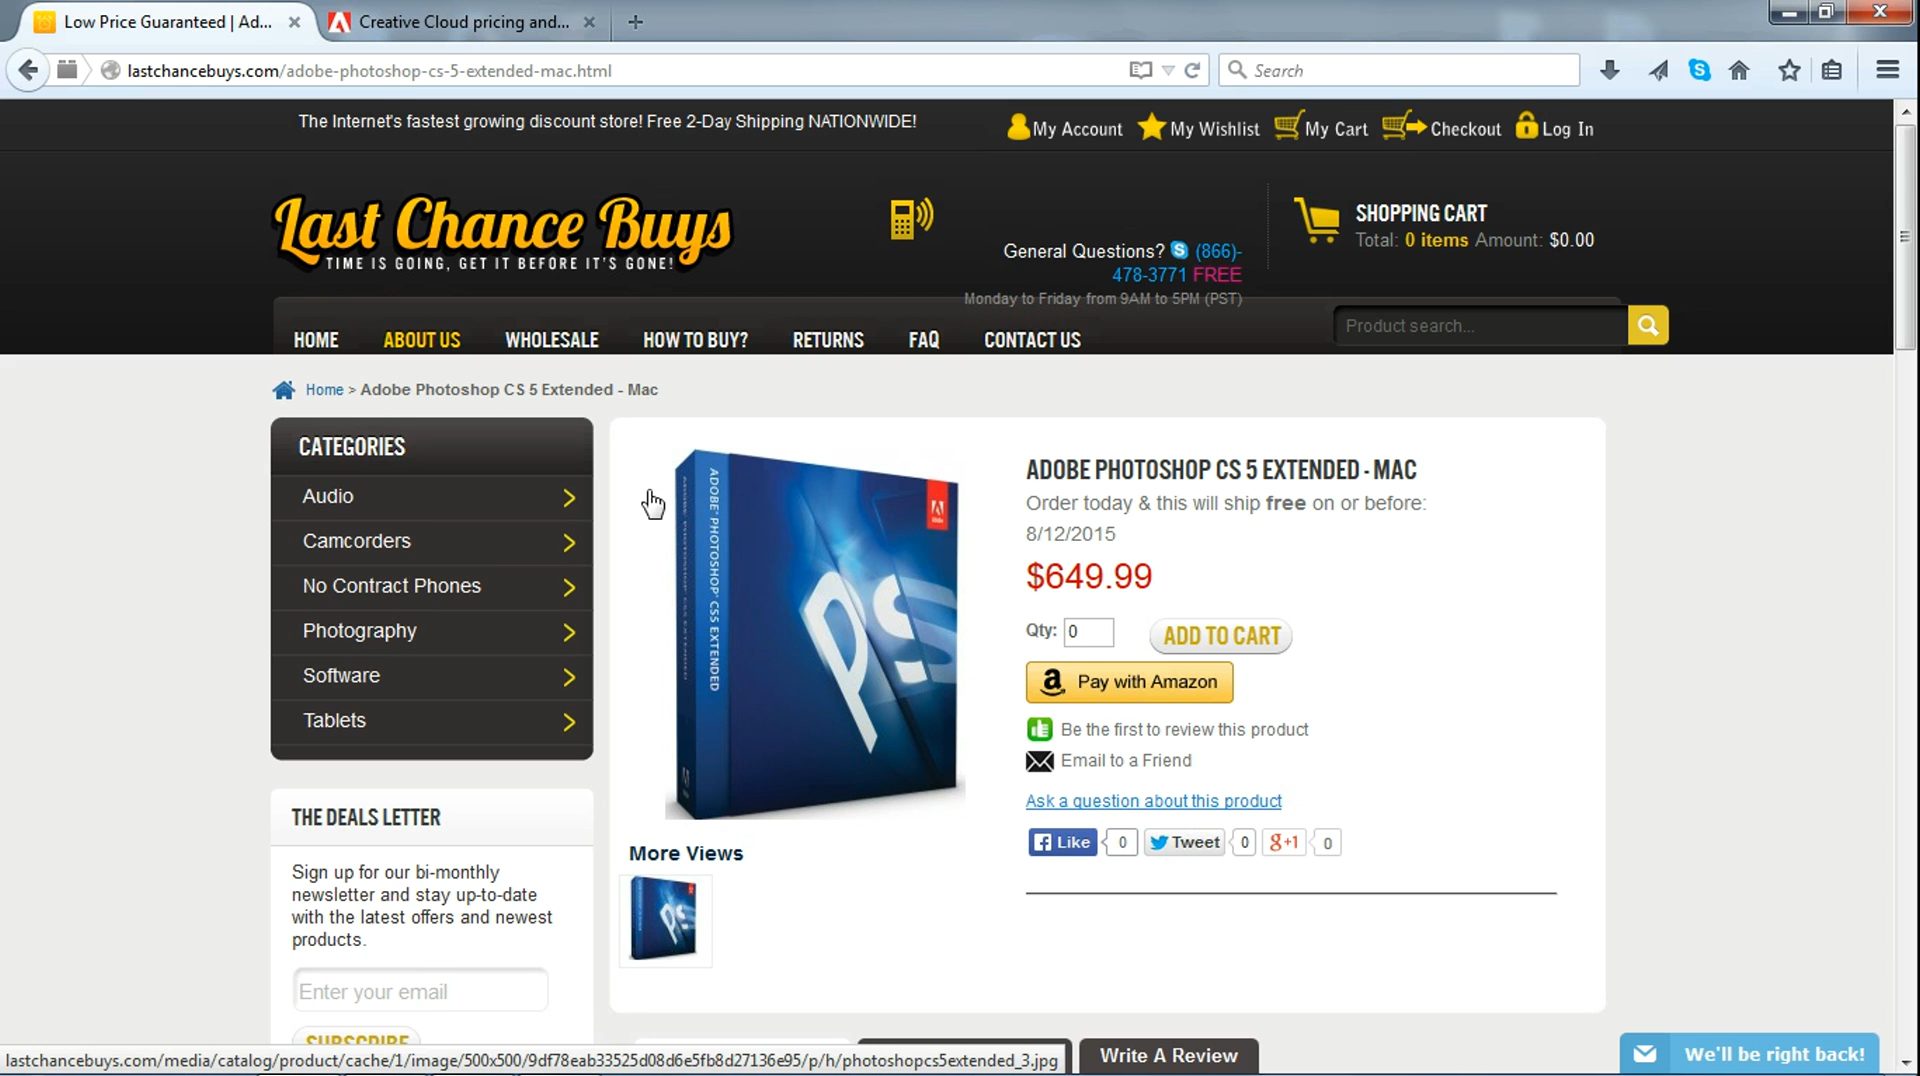 Low Price Guaranteed | Ad...
Creative Cloud pricing and...
lastchancebuys.com/adobe-photoshop-cs-5-extended-mac.html
Search
The Internet's fastest growing discount store! Free 2-Day Shipping NATIONWIDE!
My Account
My Wishlist
My Cart
Checkout
Log In
Last Chance Buys
TIME IS GOING, GET IT BEFORE IT'S GONE!
General Questions? (866)-
478-3771 FREE
Monday to Friday from 9AM to 5PM (PST)
SHOPPING CART
Total: 0 items Amount: $0.00
HOME
ABOUT US
WHOLESALE
HOW TO BUY?
RETURNS
FAQ
CONTACT US
Product search...
Home > Adobe Photoshop CS 5 Extended - Mac
CATEGORIES
Audio
Camcorders
No Contract Phones
Photography
Software
Tablets
THE DEALS LETTER
Sign up for our bi-monthly
newsletter and stay up-to-date
with the latest offers and newest
products.
Enter your email
SUBSCRIBE
ADOBE PHOTOSHOP CS5 EXTENDED
Adobe
Ps
More Views
Ps
ADOBE PHOTOSHOP CS 5 EXTENDED - MAC
Order today & this will ship free on or before:
8/12/2015
$649.99
Qty: 0
ADD TO CART
Pay with Amazon
Be the first to review this product
Email to a Friend
Ask a question about this product
Like 0
Tweet 0
g+1 0
Write A Review
We'll be right back!
lastchancebuys.com/media/catalog/product/cache/1/image/500x500/9df78eab33525d08d6e5fb8d27136e95/p/h/photoshopcs5extended_3.jpg